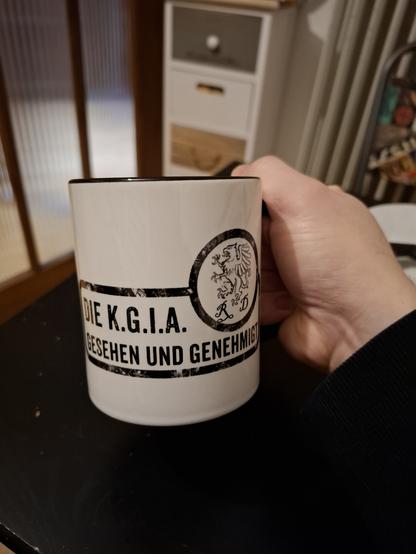 DIE K.G.I.A.
GESEHEN UND GENEHMIGT